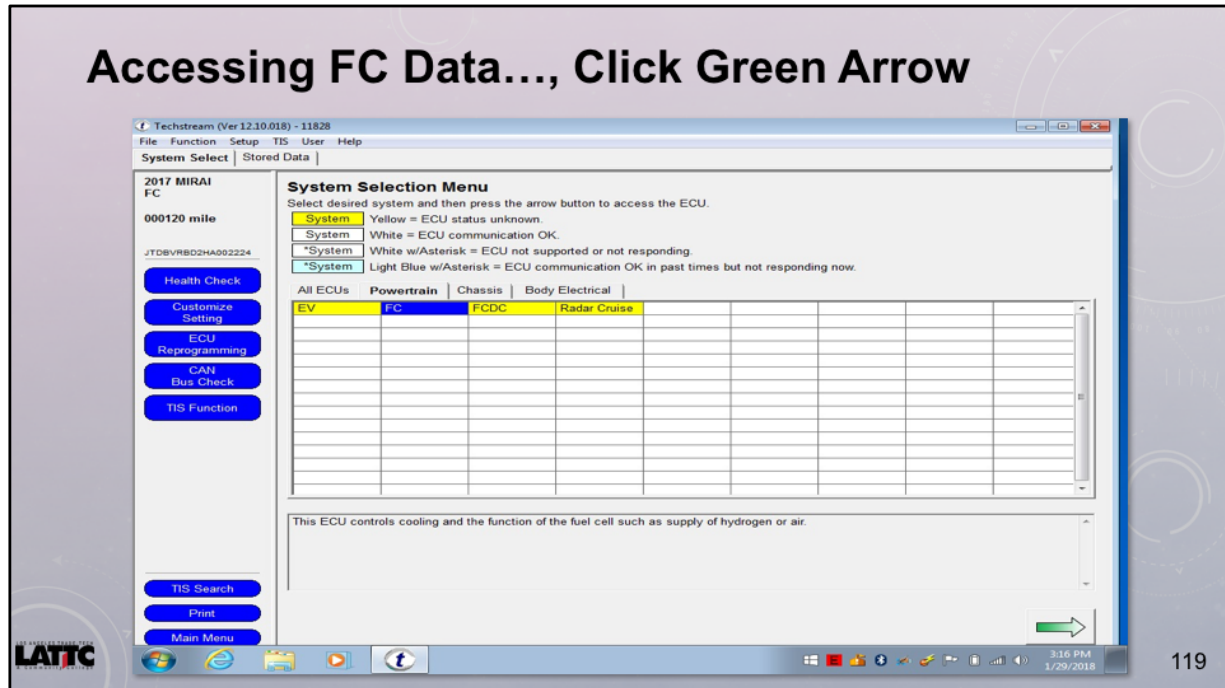 Accessing FC Data…, Click Green Arrow
Techstream (Ver 12.10.018) - 11828
File Function Setup TIS User Help
System Select Stored Data
2017 MIRAI
FC
000120 mile
JTDBVRBD2HA002224
Health Check
Customize
Setting
ECU
Reprogramming
CAN
Bus Check
TIS Function
TIS Search
Print
Main Menu
System Selection Menu
Select desired system and then press the arrow button to access the ECU.
System Yellow = ECU status unknown.
System White = ECU communication OK.
*System White w/Asterisk = ECU not supported or not responding.
*System Light Blue w/Asterisk = ECU communication OK in past times but not responding now.
All ECUs Powertrain Chassis Body Electrical
EV FC FCDC Radar Cruise
This ECU controls cooling and the function of the fuel cell such as supply of hydrogen or air.
LOS ANGELES TRADE-TECH
LATTC
A Community College
3:16 PM
1/29/2018
119